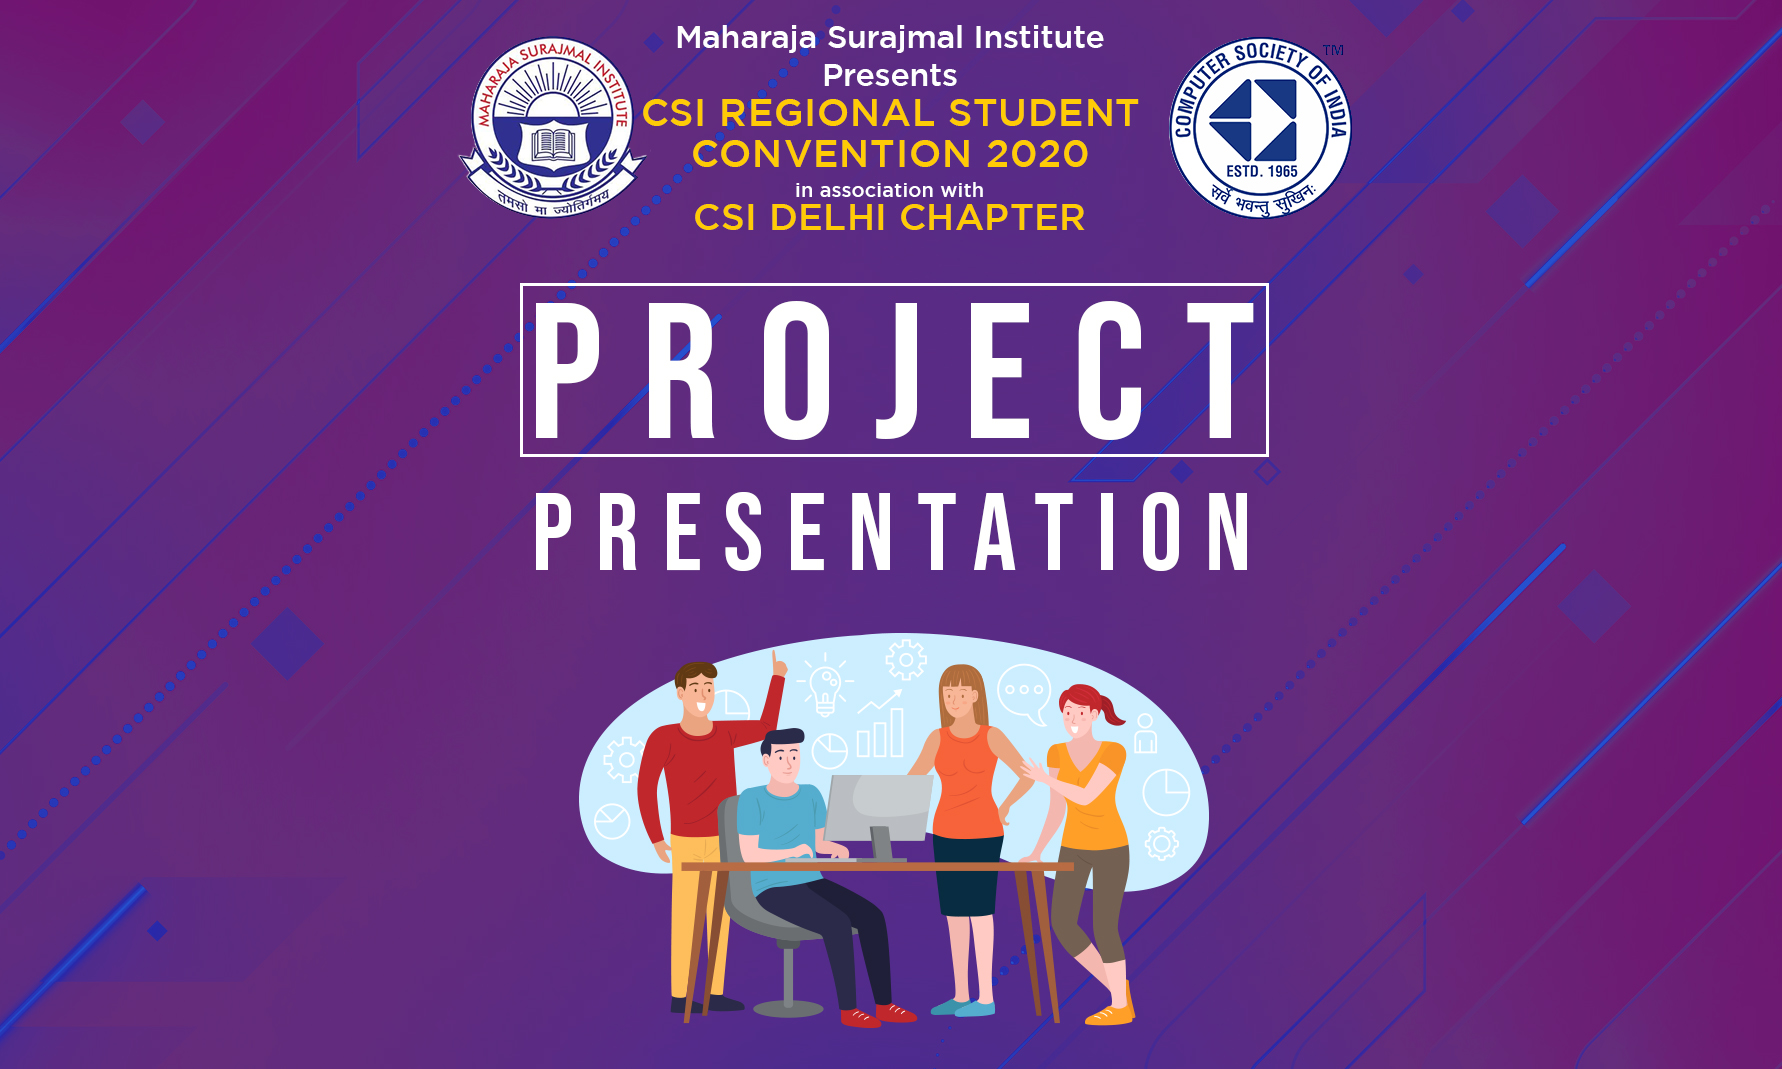 Maharaja Surajmal Institute
Presents
CSI REGIONAL STUDENT
CONVENTION 2020
in association with
CSI DELHI CHAPTER
MAHARAJA SURAJMAL INSTITUTE
तमसो मा ज्योतिर्गमय
COMPUTER SOCIETY OF INDIA
TM
ESTD. 1965
सर्वे भवन्तु सुखिनः
PROJECT
PRESENTATION